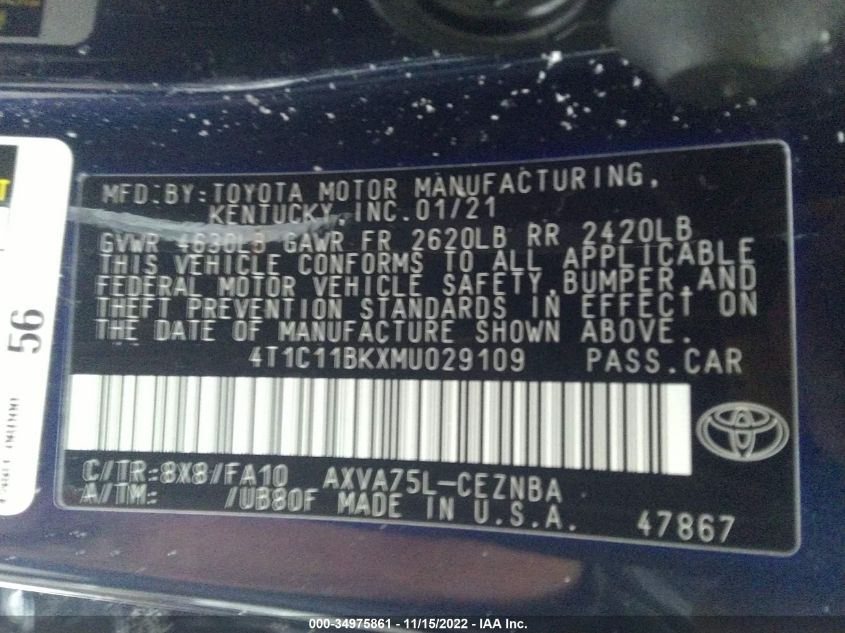 MFD.BY:TOYOTA MOTOR MANUFACTURING,
KENTUCKY,INC.01/21
GVWR 4630LB GAWR FR 2620LB RR 2420LB
THIS VEHICLE CONFORMS TO ALL APPLICABLE
FEDERAL MOTOR VEHICLE SAFETY,BUMPER,AND
THEFT PREVENTION STANDARDS IN EFFECT ON
THE DATE OF MANUFACTURE SHOWN ABOVE.
4T1C11BKXMU029109 PASS.CAR
C/TR:8X8/FA10 AXVA75L-CEZNBA
A/TM: /UB80F MADE IN U.S.A.
47867
56
000-34975861 - 11/15/2022 - IAA Inc.